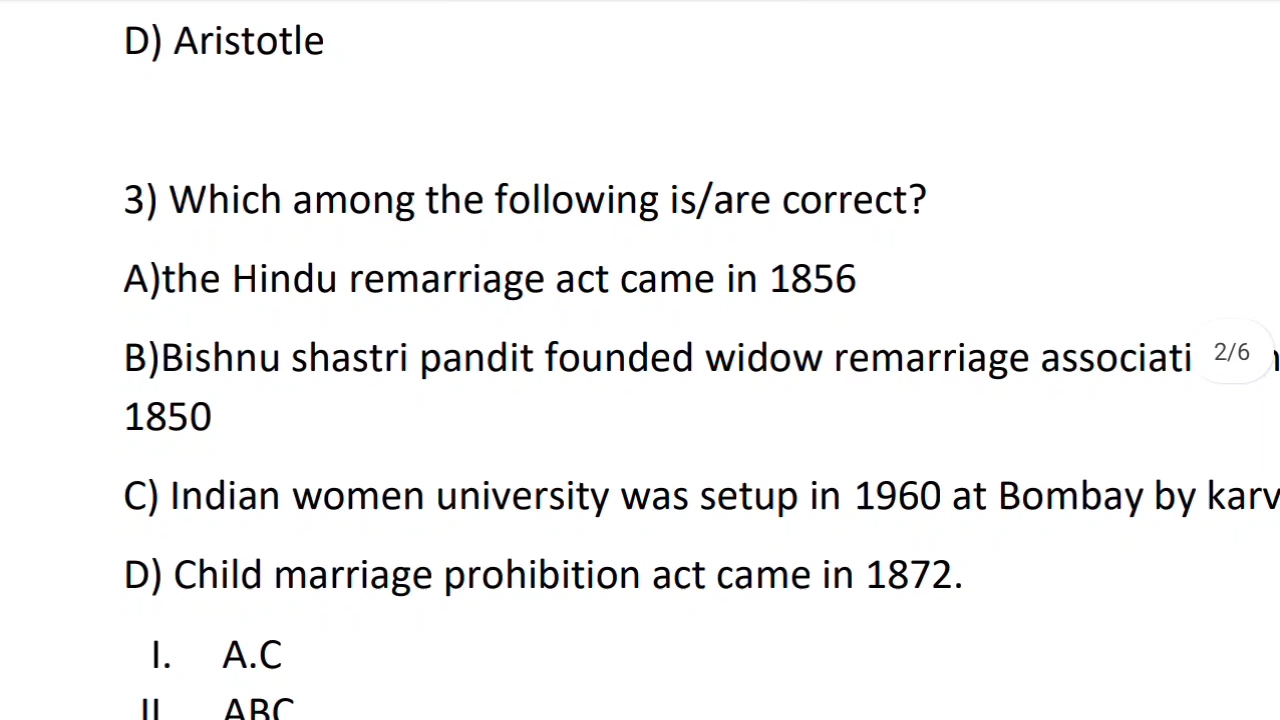 D) Aristotle
3) Which among the following is/are correct?
A)the Hindu remarriage act came in 1856
B)Bishnu shastri pandit founded widow remarriage
2/6
1850
C) Indian women university was setup in 1960 at Bombay by
D) Child marriage prohibition act came in 1872.
I. A.C
II ABC